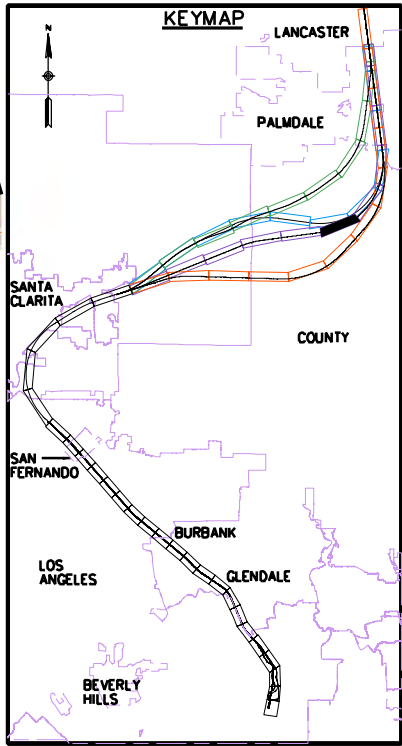 KEYMAP
N
LANCASTER
PALMDALE
SANTA
CLARITA
COUNTY
SAN
FERNANDO
BURBANK
LOS
ANGELES
GLENDALE
BEVERLY
HILLS